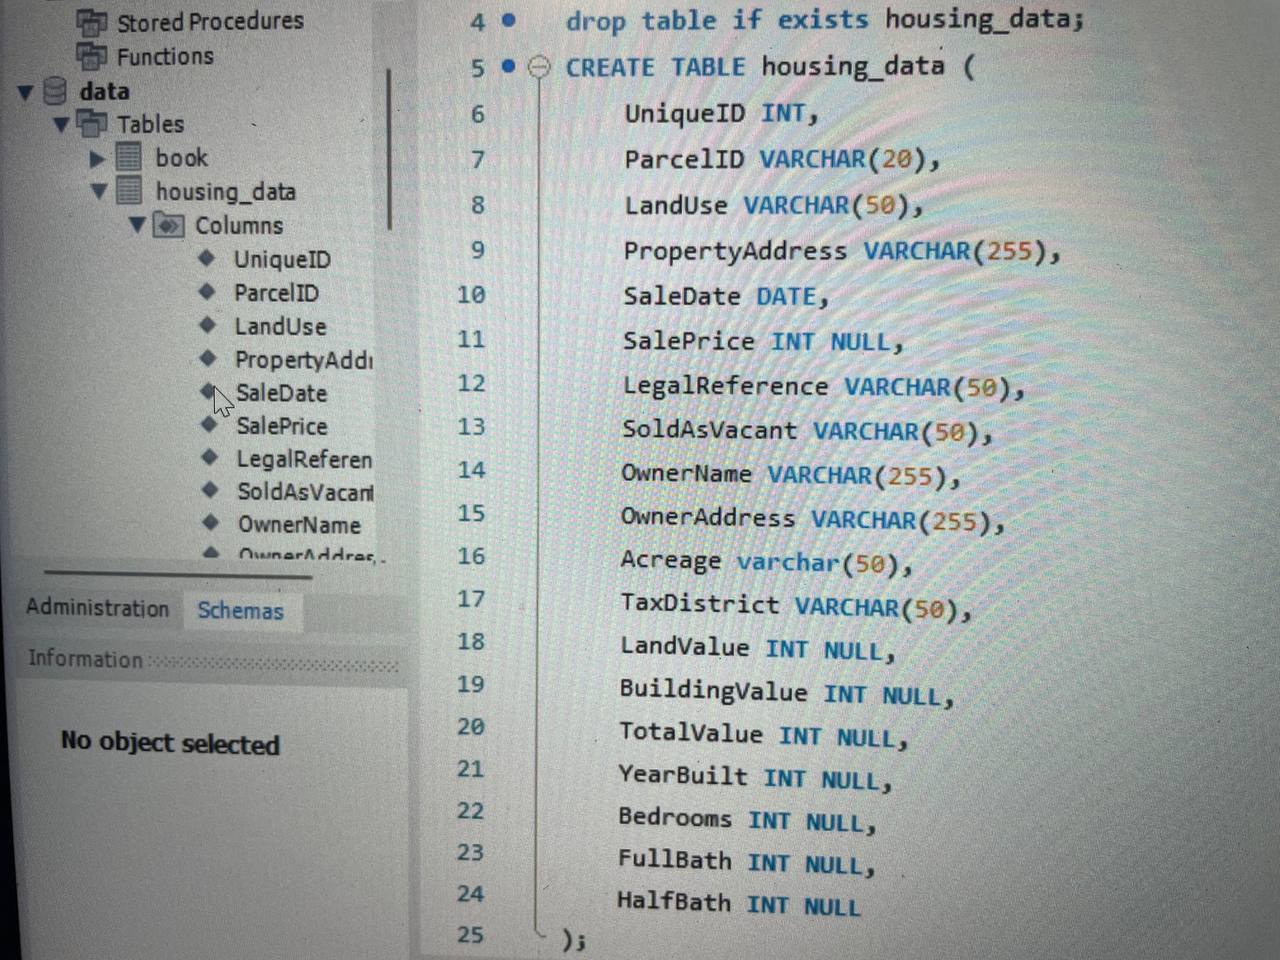 Stored Procedures
Functions
data
Tables
book
housing_data
Columns
UniqueID
ParcelID
LandUse
PropertyAddr
SaleDate
SalePrice
LegalReferen
SoldAsVacant
OwnerName
OwnerAddres..
Administration Schemas
Information
No object selected
4 drop table if exists housing_data;
5 CREATE TABLE housing_data (
6 UniqueID INT,
7 ParcelID VARCHAR(20),
8 LandUse VARCHAR(50),
9 PropertyAddress VARCHAR(255),
10 SaleDate DATE,
11 SalePrice INT NULL,
12 LegalReference VARCHAR(50),
13 SoldAsVacant VARCHAR(50),
14 OwnerName VARCHAR(255),
15 OwnerAddress VARCHAR(255),
16 Acreage varchar(50),
17 TaxDistrict VARCHAR(50),
18 LandValue INT NULL,
19 BuildingValue INT NULL,
20 TotalValue INT NULL,
21 YearBuilt INT NULL,
22 Bedrooms INT NULL,
23 FullBath INT NULL,
24 HalfBath INT NULL
25 );